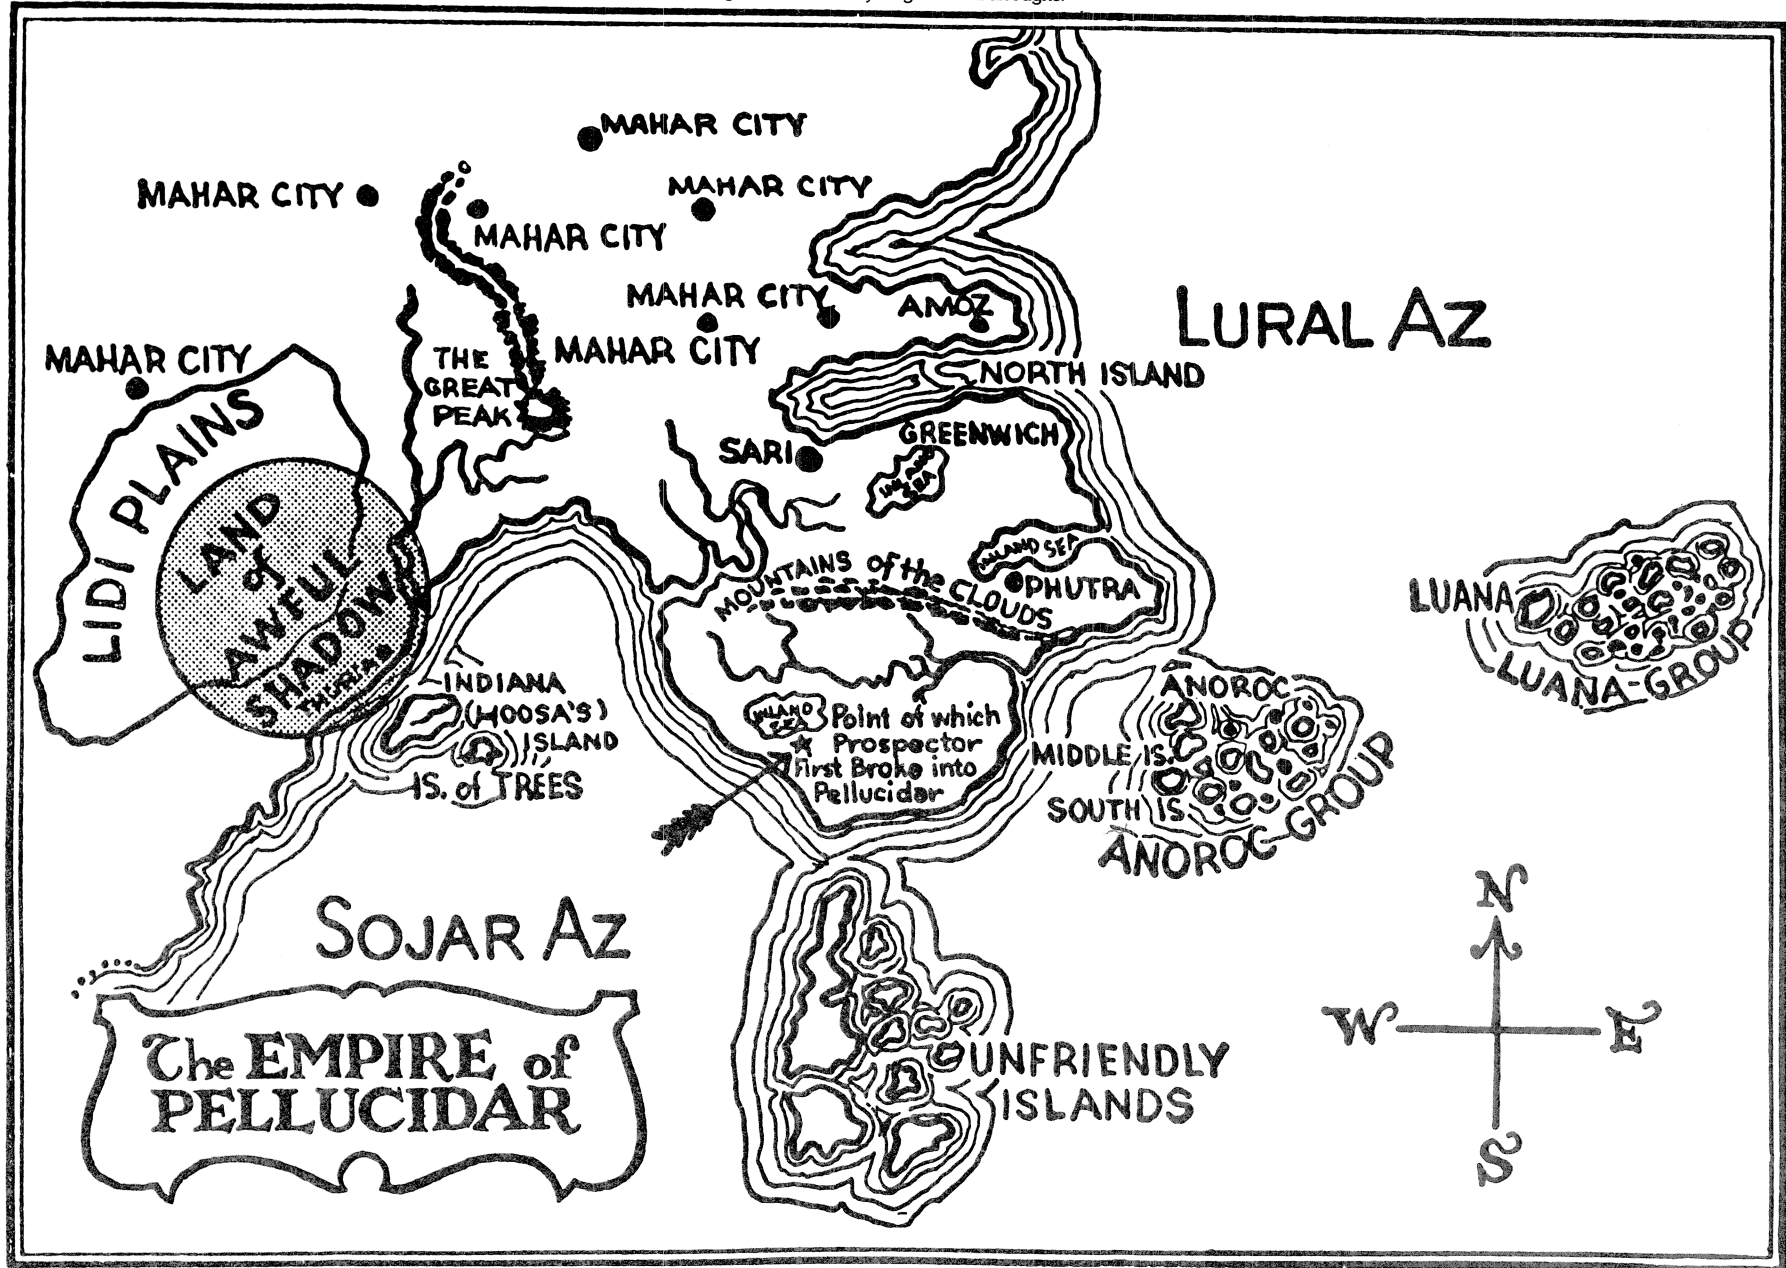 MAHAR CITY
MAHAR CITY
MAHAR CITY
MAHAR CITY
MAHAR CITY
MAHAR CITY
MAHAR CITY
AMOZ
LURAL AZ
THE
GREAT
PEAK
NORTH ISLAND
LIDI PLAINS
SARI
GREENWICH
INLAND
SEA
LAND
of
AWFUL
SHADOW
INLAND SEA
PHUTRA
MOUNTAINS of the CLOUDS
LUANA
LUANA-GROUP
INDIANA
(HOOSA'S)
ISLAND
IS. of TREES
INLAND
SEA
Point of which
Prospector
First Broke into
Pellucidar
ANOROC
MIDDLE IS.
SOUTH IS.
ANOROC-GROUP
SOJAR AZ
The EMPIRE of
PELLUCIDAR
UNFRIENDLY
ISLANDS
N
W
E
S